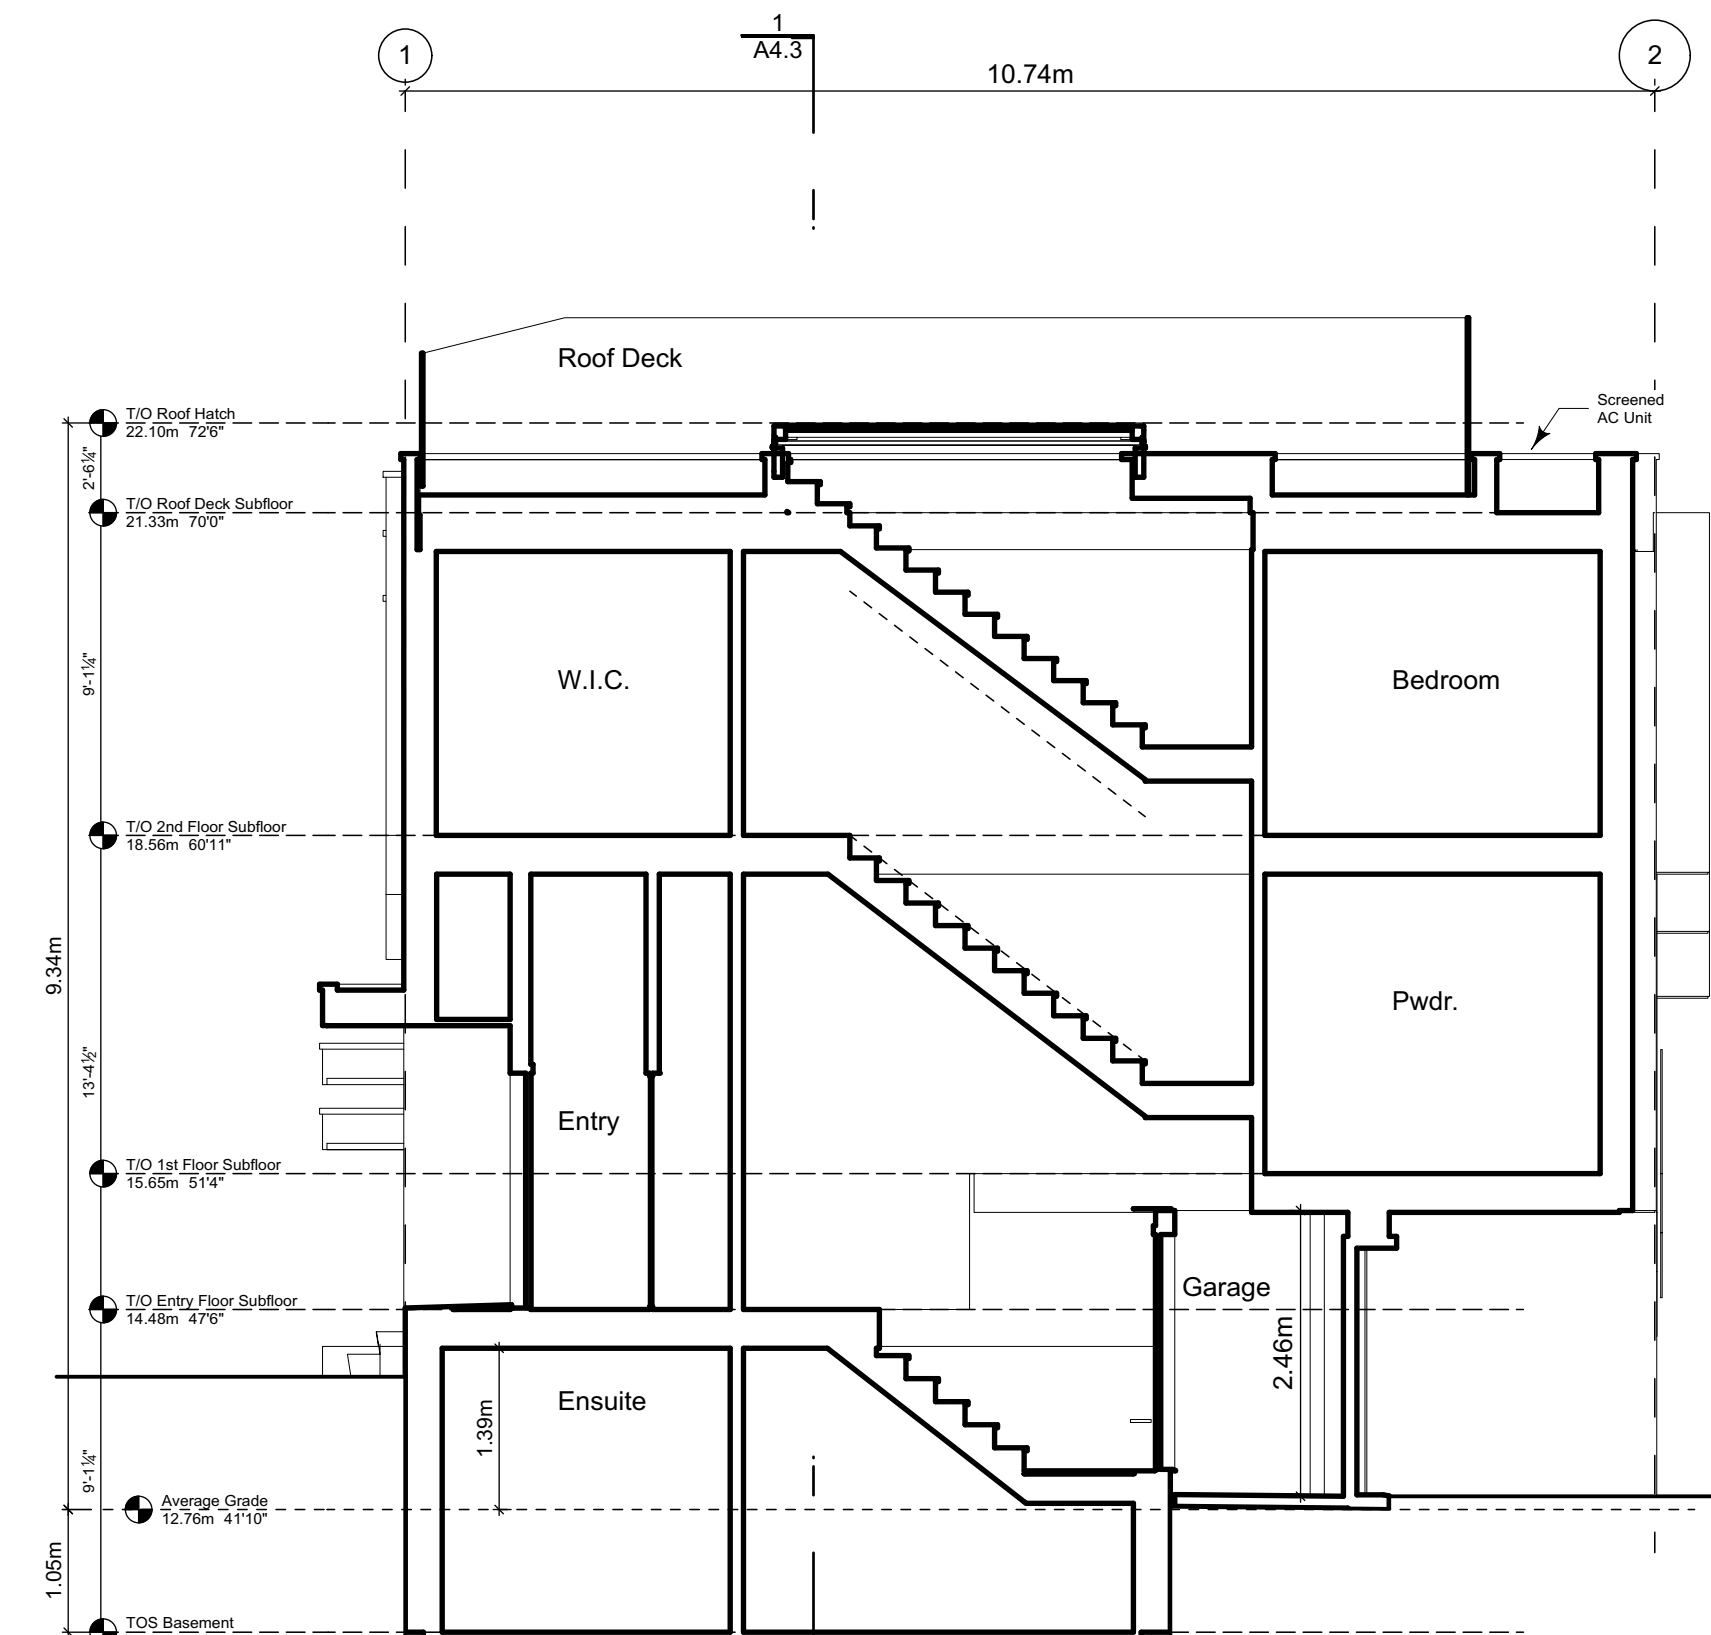 1
1
A4.3
2
10.74m
Roof Deck
Screened
AC Unit
T/O Roof Hatch
22.10m 72'6"
2'-6¼"
T/O Roof Deck Subfloor
21.33m 70'0"
9'-1¼"
W.I.C.
Bedroom
T/O 2nd Floor Subfloor
18.56m 60'11"
9.34m
Pwdr.
13'-4½"
Entry
T/O 1st Floor Subfloor
15.65m 51'4"
Garage
T/O Entry Floor Subfloor
14.48m 47'6"
2.46m
Ensuite
1.39m
9'-1¼"
Average Grade
12.76m 41'10"
1.05m
TOS Basement